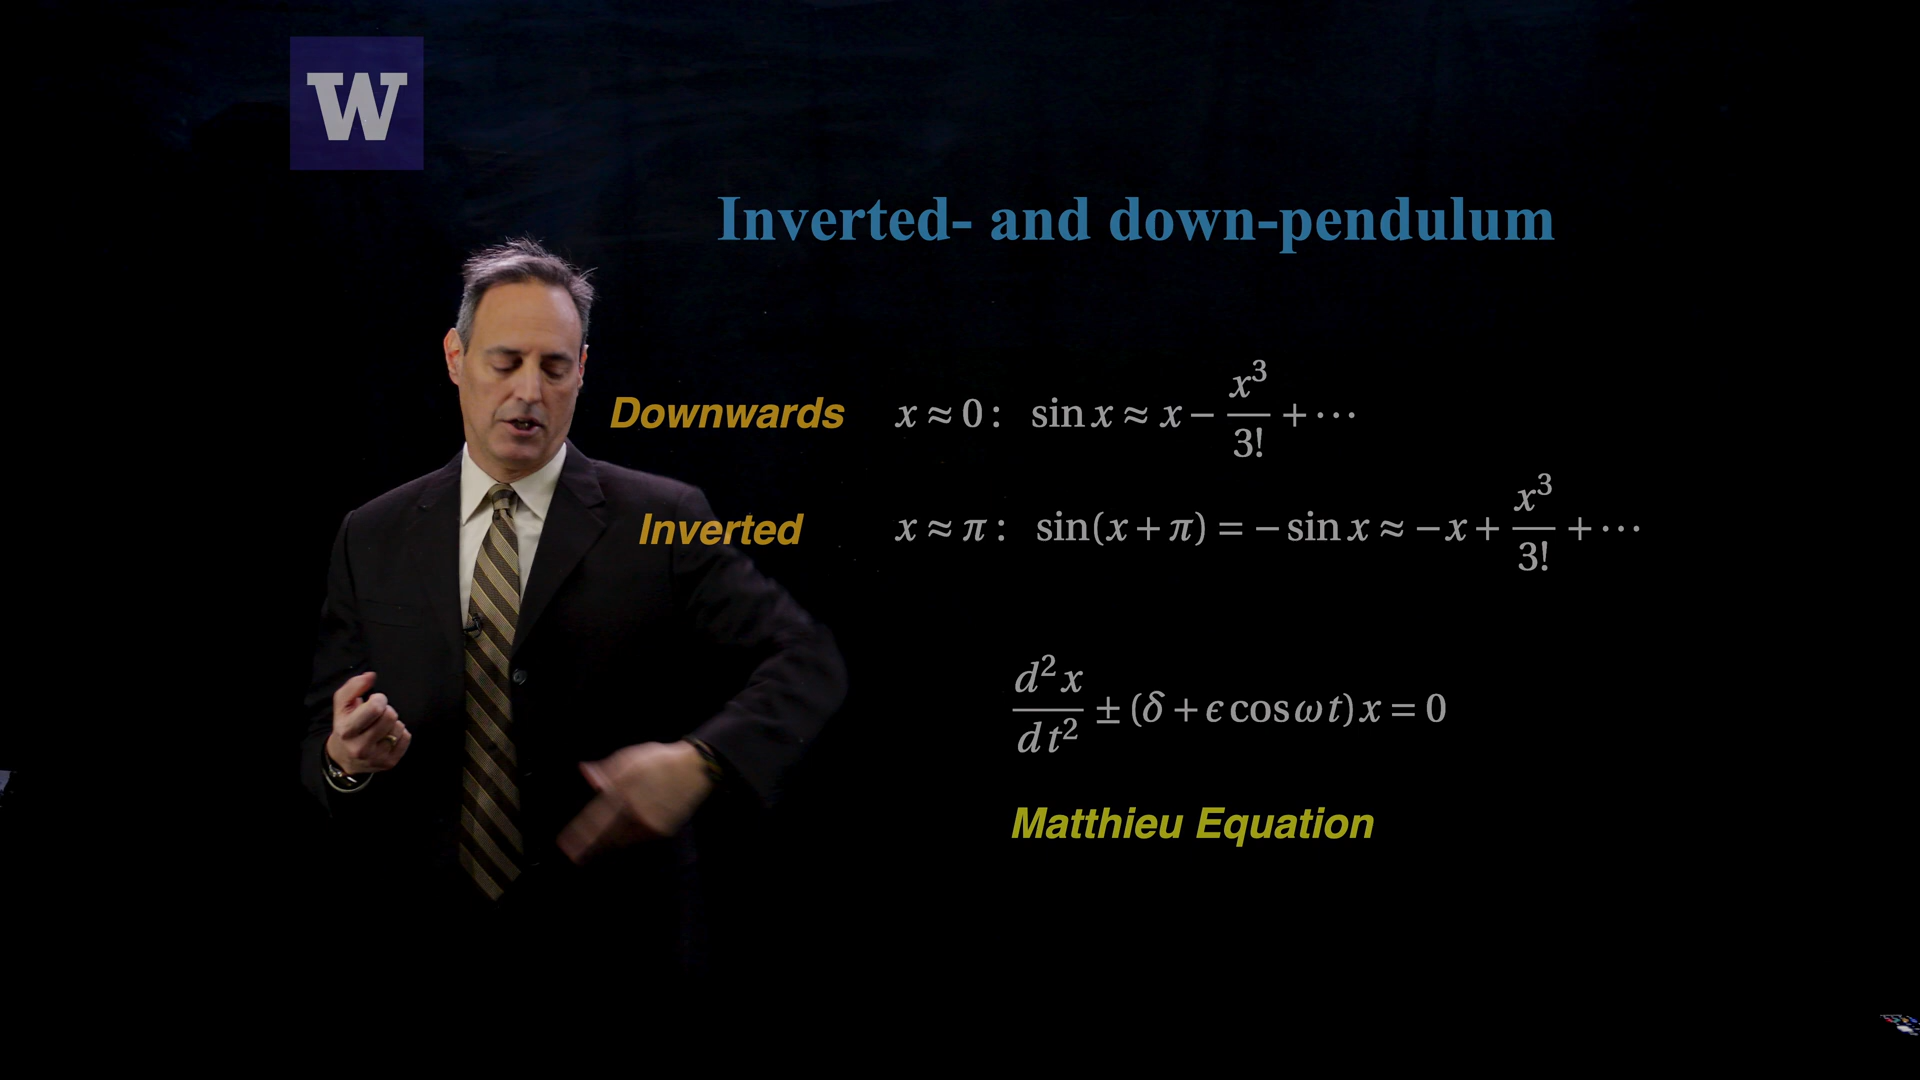 W
Inverted- and down-pendulum
Downwards x ≈ 0 : sin x ≈ x − x³/3! + ⋯
Inverted x ≈ π : sin(x + π) = − sin x ≈ −x + x³/3! + ⋯
d²x/dt² ± (δ + ϵ cos ωt) x = 0
Matthieu Equation